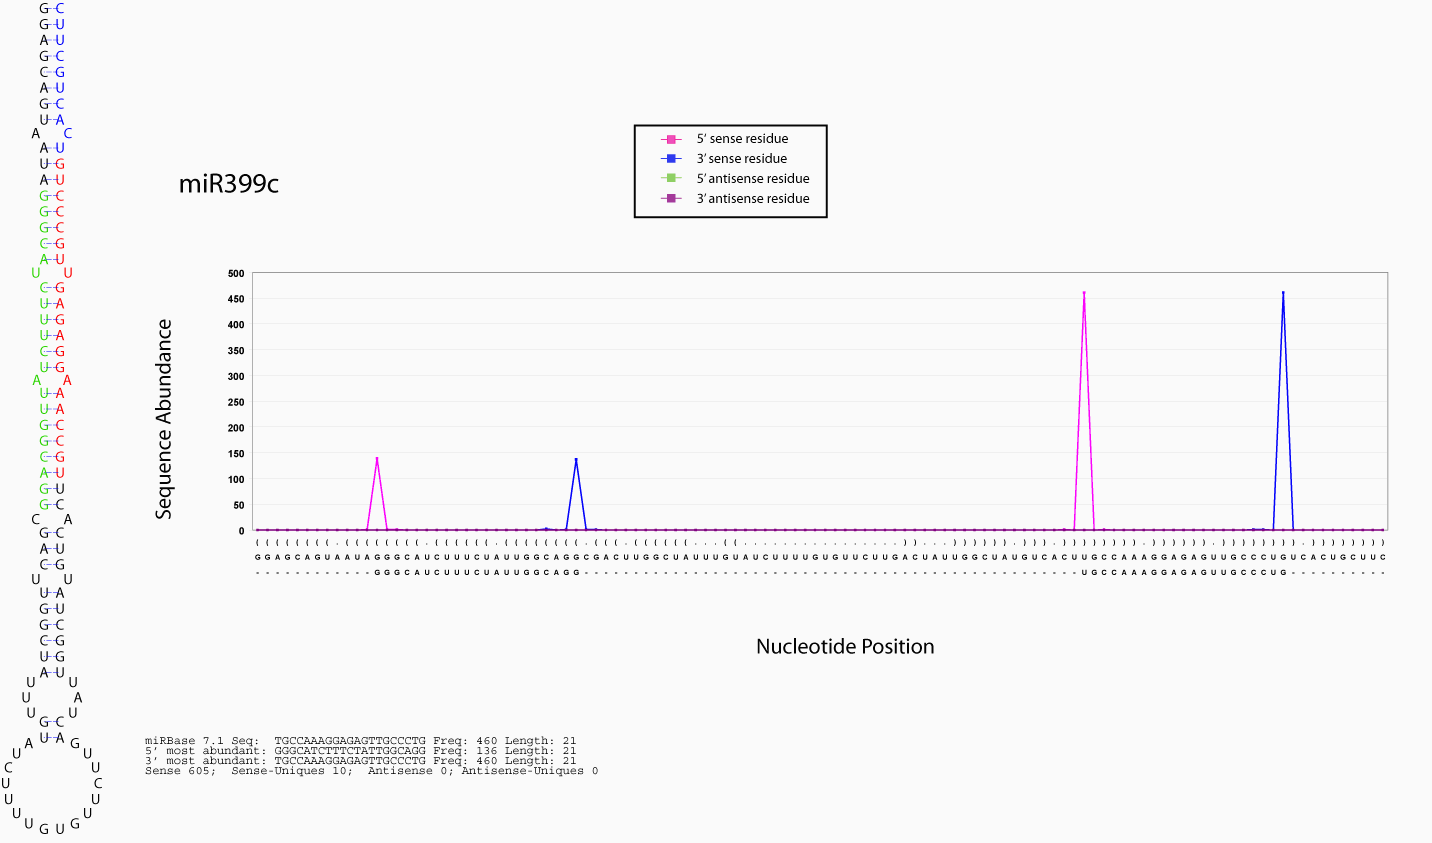 G-C
G-U
A-U
G-C
C-G
A-U
G-C
U-A
A C
A-U
U-G
A-U
G-C
G-C
G-C
C-G
A-U
U U
C-G
U-A
U-G
U-A
C-G
U-G
A A
U-A
U-A
G-C
G-C
C-G
A-U
G-U
G-C
C A
G-C
A-U
C-G
U U
U-A
G-U
G-C
C-G
U-G
A-U
U U
U A
U U
G-C
U-A
A G
U U
C U
U C
U U
U G
U G U G
miR399c
5' sense residue
3' sense residue
5' antisense residue
3' antisense residue
Sequence Abundance
500
450
400
350
300
250
200
150
100
50
0
((((((((.((((((((.((((((.((((((((.(((.((((((...((................))...)))))).))).)))))))).)))))).)))))))).))))))))
GGAGCAGUAAUAGGGCAUCUUUCUAUUGGCAGGCGACUUGGCUAUUUGUAUCUUUUGUGUUCUUGACUAUUGGCUAUGUCACUUGCCAAAGGAGAGUUGCCCUGUCACUGCUUC
------------GGGCAUCUUUCUAUUGGCAGG--------------------------------------------------UGCCAAAGGAGAGUUGCCCUG----------
Nucleotide Position
miRBase 7.1 Seq: TGCCAAAGGAGAGTTGCCCTG Freq: 460 Length: 21
5' most abundant: GGGCATCTTTCTATTGGCAGG Freq: 136 Length: 21
3' most abundant: TGCCAAAGGAGAGTTGCCCTG Freq: 460 Length: 21
Sense 605; Sense-Uniques 10; Antisense 0; Antisense-Uniques 0